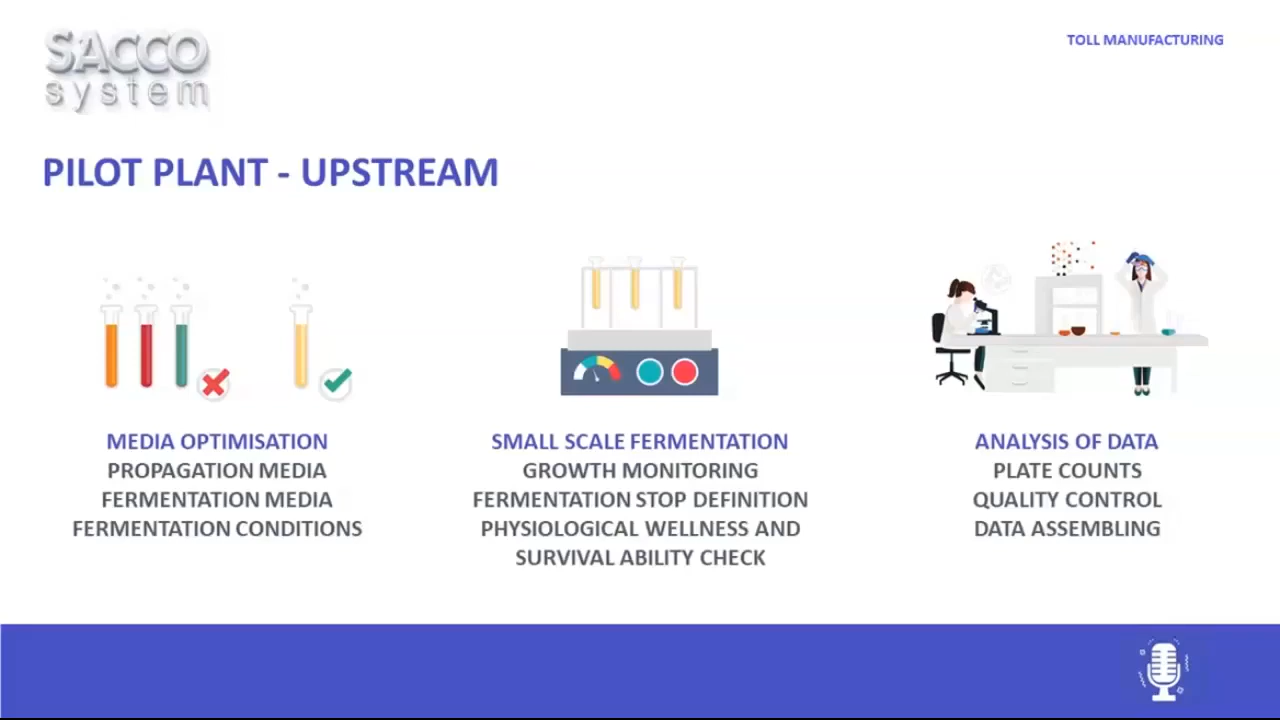 SACCO
system
TOLL MANUFACTURING
PILOT PLANT - UPSTREAM
MEDIA OPTIMISATION
PROPAGATION MEDIA
FERMENTATION MEDIA
FERMENTATION CONDITIONS
SMALL SCALE FERMENTATION
GROWTH MONITORING
FERMENTATION STOP DEFINITION
PHYSIOLOGICAL WELLNESS AND
SURVIVAL ABILITY CHECK
ANALYSIS OF DATA
PLATE COUNTS
QUALITY CONTROL
DATA ASSEMBLING